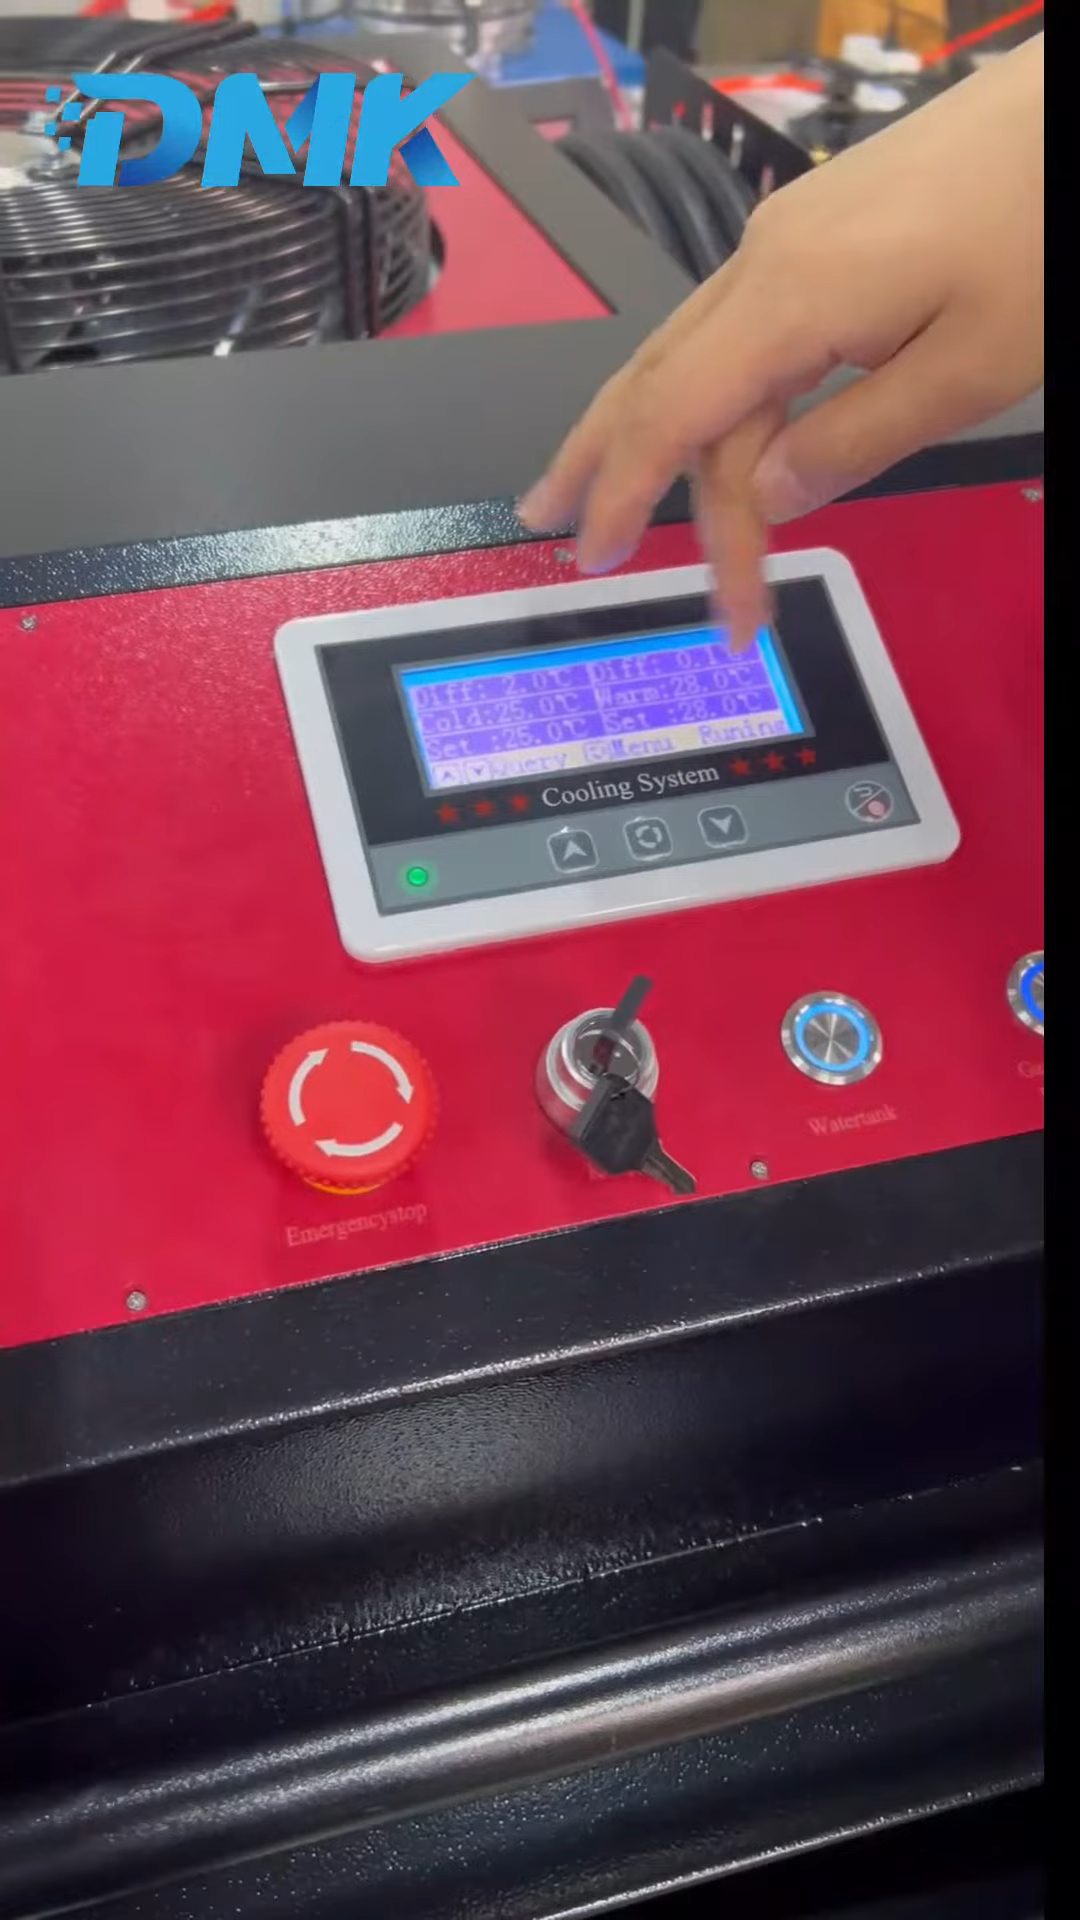 DMK
Diff: 2.0℃ Diff: 0.1℃
Cold:25.0℃ Warm:28.0℃
Set :25.0℃ Set :28.0℃
Query Menu Runing
Cooling System
Watertank
Emergencystop